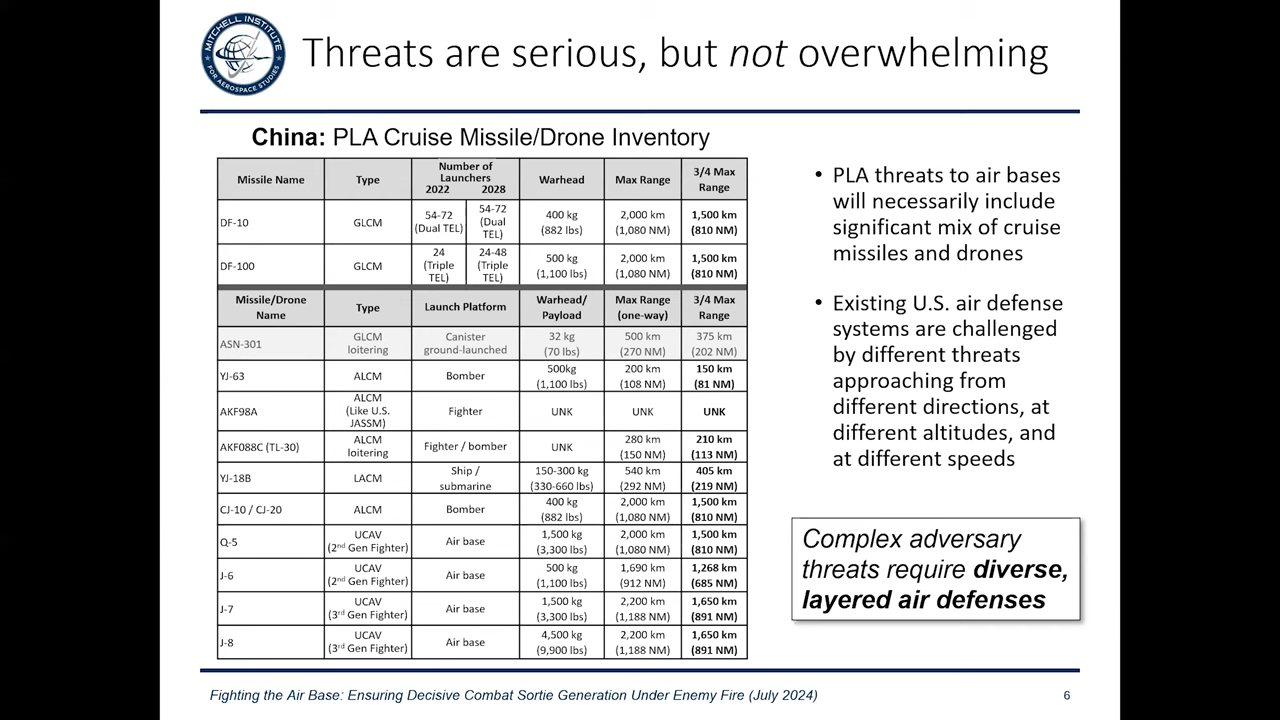 MITCHELL INSTITUTE
FOR AEROSPACE STUDIES
Threats are serious, but not overwhelming
China: PLA Cruise Missile/Drone Inventory
Missile Name Type Number of Launchers 2022 2028 Warhead Max Range 3/4 Max Range
DF-10 GLCM 54-72 (Dual TEL) 54-72 (Dual TEL) 400 kg (882 lbs) 2,000 km (1,080 NM) 1,500 km (810 NM)
DF-100 GLCM 24 (Triple TEL) 24-48 (Triple TEL) 500 kg (1,100 lbs) 2,000 km (1,080 NM) 1,500 km (810 NM)
Missile/Drone Name Type Launch Platform Warhead/ Payload Max Range (one-way) 3/4 Max Range
ASN-301 GLCM loitering Canister ground-launched 32 kg (70 lbs) 500 km (270 NM) 375 km (202 NM)
YJ-63 ALCM Bomber 500kg (1,100 lbs) 200 km (108 NM) 150 km (81 NM)
AKF98A ALCM (Like U.S. JASSM) Fighter UNK UNK UNK
AKF088C (TL-30) ALCM loitering Fighter / bomber UNK 280 km (150 NM) 210 km (113 NM)
YJ-18B LACM Ship / submarine 150-300 kg (330-660 lbs) 540 km (292 NM) 405 km (219 NM)
CJ-10 / CJ-20 ALCM Bomber 400 kg (882 lbs) 2,000 km (1,080 NM) 1,500 km (810 NM)
Q-5 UCAV (2nd Gen Fighter) Air base 1,500 kg (3,300 lbs) 2,000 km (1,080 NM) 1,500 km (810 NM)
J-6 UCAV (2nd Gen Fighter) Air base 500 kg (1,100 lbs) 1,690 km (912 NM) 1,268 km (685 NM)
J-7 UCAV (3rd Gen Fighter) Air base 1,500 kg (3,300 lbs) 2,200 km (1,188 NM) 1,650 km (891 NM)
J-8 UCAV (3rd Gen Fighter) Air base 4,500 kg (9,900 lbs) 2,200 km (1,188 NM) 1,650 km (891 NM)
• PLA threats to air bases
will necessarily include
significant mix of cruise
missiles and drones
• Existing U.S. air defense
systems are challenged
by different threats
approaching from
different directions, at
different altitudes, and
at different speeds
Complex adversary
threats require diverse,
layered air defenses
Fighting the Air Base: Ensuring Decisive Combat Sortie Generation Under Enemy Fire (July 2024)
6